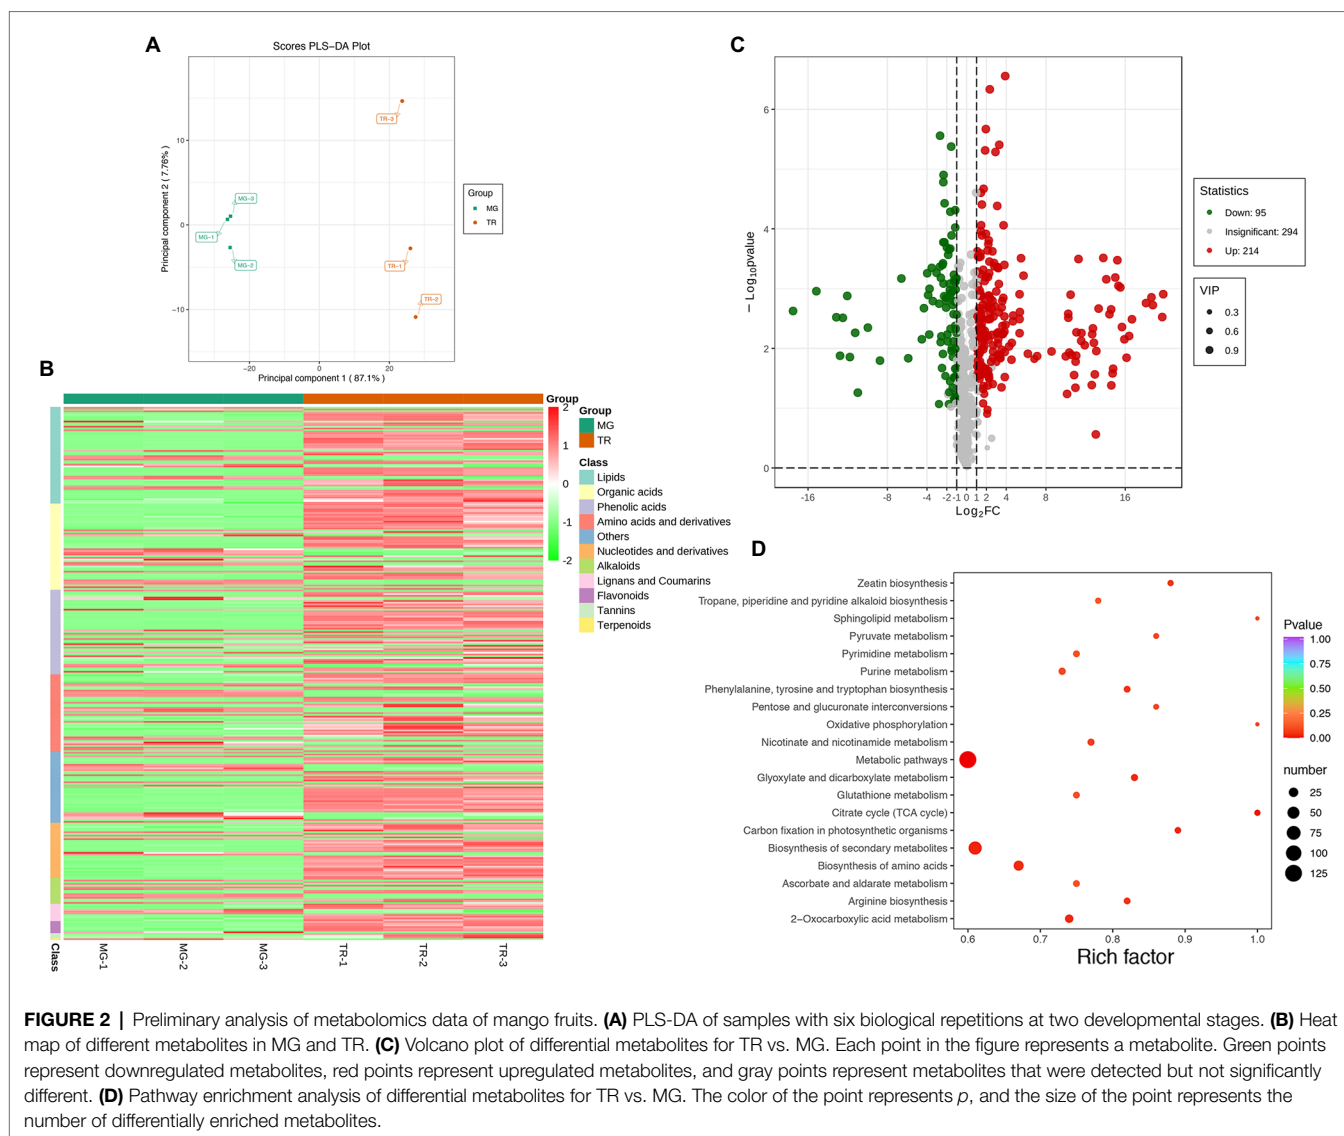 A
Scores PLS−DA Plot
Principal component 2 ( 7.76% )
10
0
−10
TR−3
MG−3
MG−1
MG−2
TR−1
TR−2
−20
0
20
Principal component 1 ( 87.1% )
Group
MG
TR
B
Group
2
1
0
-1
-2
Group
MG
TR
Class
Lipids
Organic acids
Phenolic acids
Amino acids and derivatives
Others
Nucleotides and derivatives
Alkaloids
Lignans and Coumarins
Flavonoids
Tannins
Terpenoids
Class
MG-1
MG-2
MG-3
TR-1
TR-2
TR-3
C
− Log10pvalue
6
4
2
0
-16
-8
-4
-2
-1
0
1
2
4
8
16
Log2FC
Statistics
Down: 95
Insignificant: 294
Up: 214
VIP
0.3
0.6
0.9
D
Zeatin biosynthesis
Tropane, piperidine and pyridine alkaloid biosynthesis
Sphingolipid metabolism
Pyruvate metabolism
Pyrimidine metabolism
Purine metabolism
Phenylalanine, tyrosine and tryptophan biosynthesis
Pentose and glucuronate interconversions
Oxidative phosphorylation
Nicotinate and nicotinamide metabolism
Metabolic pathways
Glyoxylate and dicarboxylate metabolism
Glutathione metabolism
Citrate cycle (TCA cycle)
Carbon fixation in photosynthetic organisms
Biosynthesis of secondary metabolites
Biosynthesis of amino acids
Ascorbate and aldarate metabolism
Arginine biosynthesis
2−Oxocarboxylic acid metabolism
0.6
0.7
0.8
0.9
1.0
Rich factor
Pvalue
1.00
0.75
0.50
0.25
0.00
number
25
50
75
100
125
FIGURE 2 | Preliminary analysis of metabolomics data of mango fruits. (A) PLS-DA of samples with six biological repetitions at two developmental stages. (B) Heat
map of different metabolites in MG and TR. (C) Volcano plot of differential metabolites for TR vs. MG. Each point in the figure represents a metabolite. Green points
represent downregulated metabolites, red points represent upregulated metabolites, and gray points represent metabolites that were detected but not significantly
different. (D) Pathway enrichment analysis of differential metabolites for TR vs. MG. The color of the point represents p, and the size of the point represents the
number of differentially enriched metabolites.